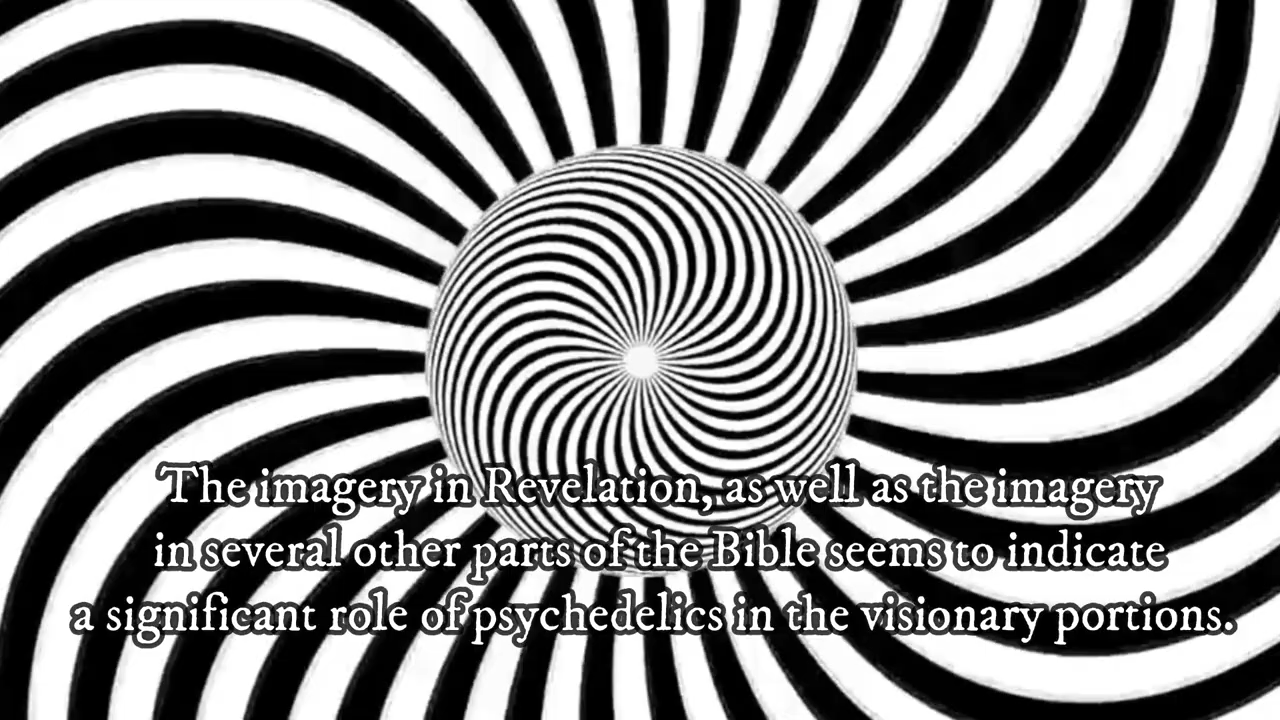 The imagery in Revelation, as well as the imagery
in several other parts of the Bible seems to indicate
a significant role of psychedelics in the visionary portions.